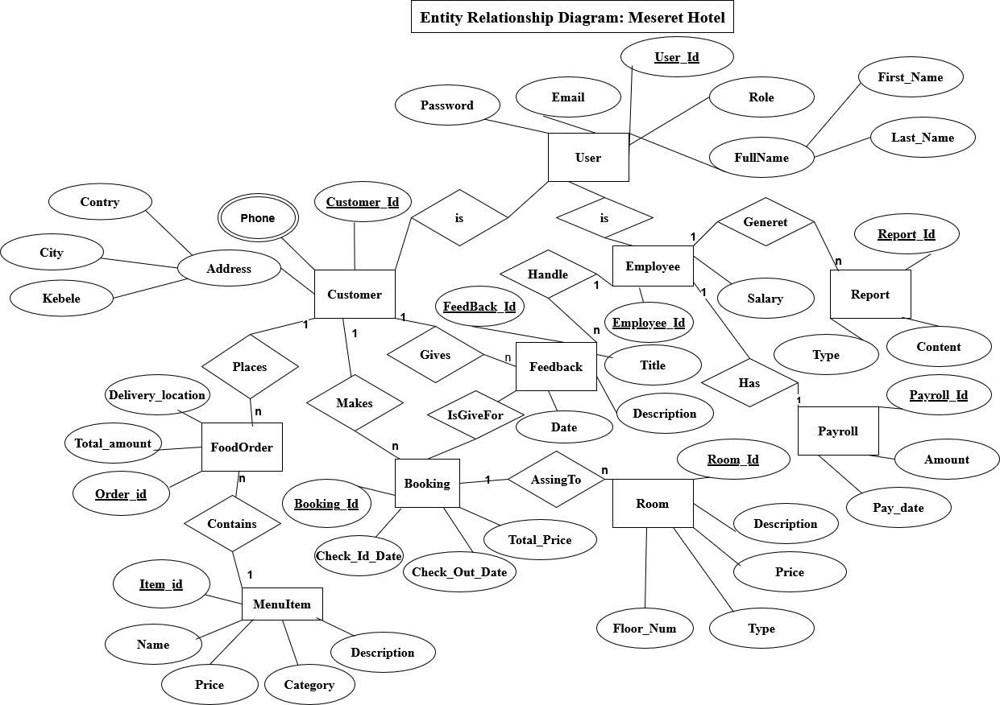 Entity Relationship Diagram: Meseret Hotel
User_Id
First_Name
Email
Role
Password
Last_Name
User
FullName
Contry
Customer_Id
Phone
is
is
Generet
Report_Id
1
City
Address
Employee
n
Handle
1
1
Customer
Report
Kebele
Salary
FeedBack_Id
Employee_Id
1
1
1
n
Type
Content
Gives
n
Feedback
Title
Places
Has
Delivery_location
Makes
Payroll_Id
1
n
IsGiveFor
Description
Date
Total_amount
FoodOrder
n
Payroll
Room_Id
Amount
n
1
AssingTo
n
Booking
Order_id
Booking_Id
Room
Pay_date
Contains
Description
Total_Price
Check_Id_Date
Check_Out_Date
Price
1
Item_id
MenuItem
Floor_Num
Type
Name
Description
Price
Category